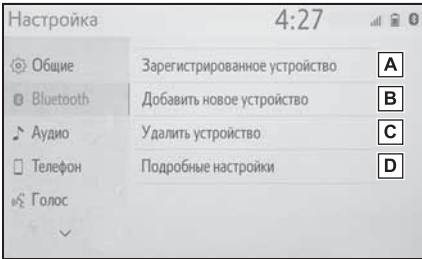 Настройка 4:27
Общие
Зарегистрированное устройство A
Bluetooth
Добавить новое устройство B
Аудио
Удалить устройство C
Телефон
Подробные настройки D
Голос